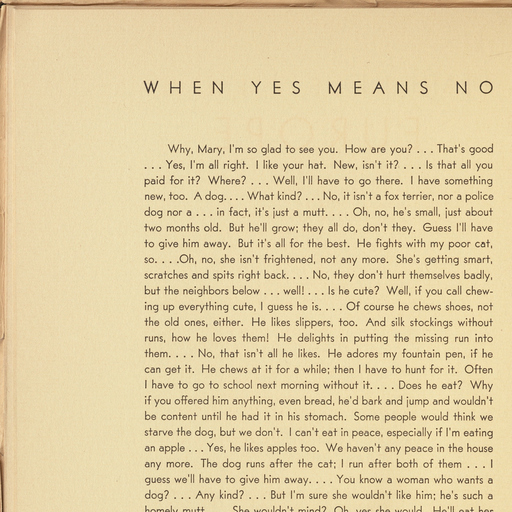 WHEN YES MEANS NO
Why, Mary, I'm so glad to see you. How are you? . . . That's good
. . . Yes, I'm all right. I like your hat. New, isn't it? . . . Is that all you
paid for it? Where? . . . Well, I'll have to go there. I have something
new, too. A dog. . . . What kind? . . . No, it isn't a fox terrier, nor a police
dog nor a . . . in fact, it's just a mutt. . . . Oh, no, he's small, just about
two months old. But he'll grow; they all do, don't they. Guess I'll have
to give him away. But it's all for the best. He fights with my poor cat,
so. . . .Oh, no, she isn't frightened, not any more. She's getting smart,
scratches and spits right back. . . . No, they don't hurt themselves badly,
but the neighbors below . . . well! . . . Is he cute? Well, if you call chew-
ing up everything cute, I guess he is. . . . Of course he chews shoes, not
the old ones, either. He likes slippers, too. And silk stockings without
runs, how he loves them! He delights in putting the missing run into
them. . . . No, that isn't all he likes. He adores my fountain pen, if he
can get it. He chews at it for a while; then I have to hunt for it. Often
I have to go to school next morning without it. . . . Does he eat? Why
if you offered him anything, even bread, he'd bark and jump and wouldn't
be content until he had it in his stomach. Some people would think we
starve the dog, but we don't. I can't eat in peace, especially if I'm eating
an apple . . . Yes, he likes apples too. We haven't any peace in the house
any more. The dog runs after the cat; I run after both of them . . . I
guess we'll have to give him away. . . . You know a woman who wants a
dog? . . . Any kind? . . . But I'm sure she wouldn't like him; he's such a
homely mutt. . . . She wouldn't mind? Oh, yes she would. He'll eat her